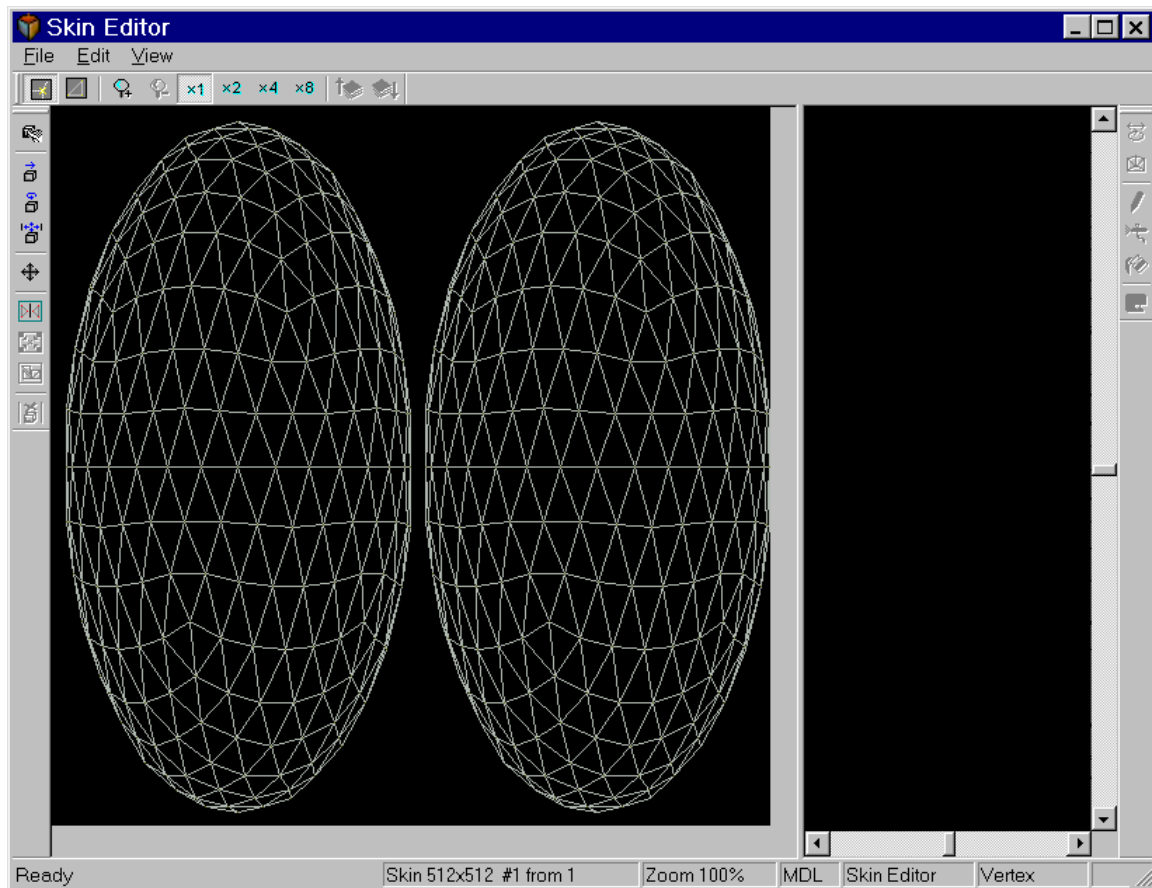 Skin Editor
File Edit View
×1 ×2 ×4 ×8
Ready Skin 512x512 #1 from 1 Zoom 100% MDL Skin Editor Vertex